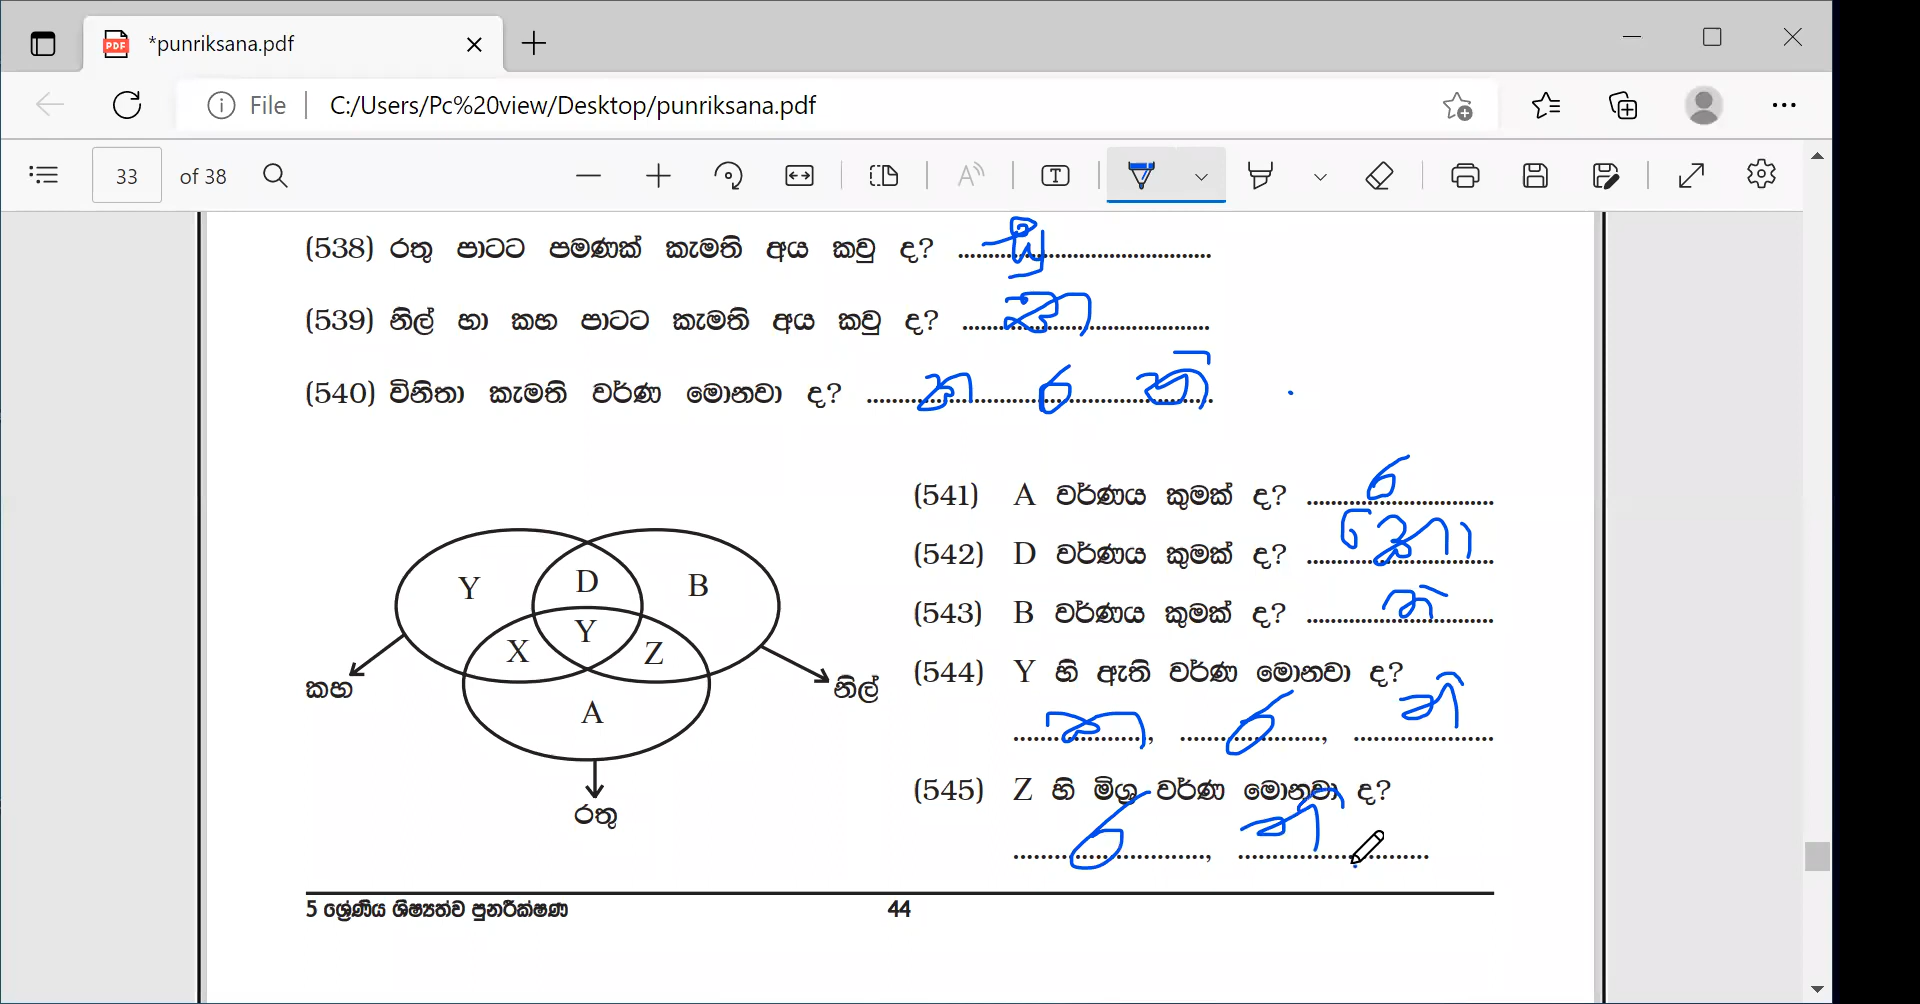 *punriksana.pdf
File C:/Users/Pc%20view/Desktop/punriksana.pdf
33 of 38
(538) රතු පාටට පමණක් කැමති අය කවු ද? ..........
(539) නිල් හා කහ පාටට කැමති අය කවු ද? ..........
(540) විනිතා කැමති වර්ණ මොනවා ද? ..........
(541) A වර්ණය කුමක් ද? .......... ර
(542) D වර්ණය කුමක් ද? ..........
(543) B වර්ණය කුමක් ද? ..........
(544) Y හි ඇති වර්ණ මොනවා ද?
.........., .......... ර, ..........
(545) Z හි මිශ්‍ර වර්ණ මොනවා ද?
.......... ර, ..........
Y D B
Y
X Z
A
කහ
නිල්
රතු
5 ශ්‍රේණිය ශිෂ්‍යත්ව පුනරීක්ෂණ 44